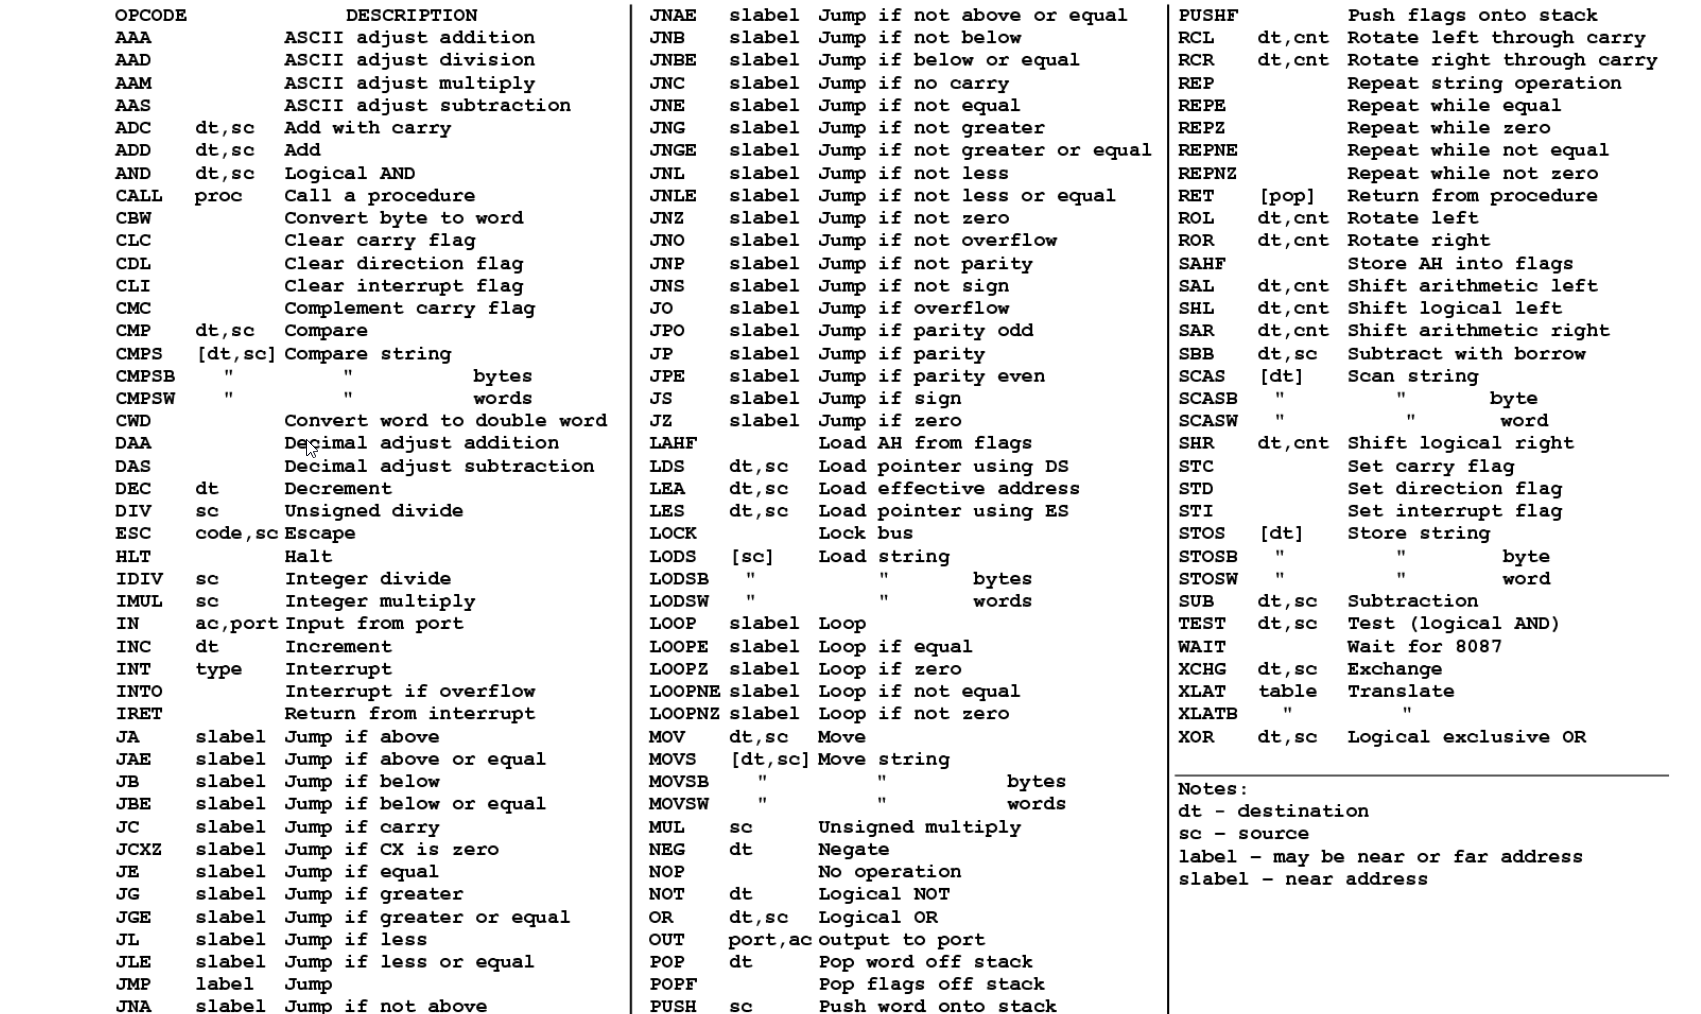 OPCODE DESCRIPTION
AAA ASCII adjust addition
AAD ASCII adjust division
AAM ASCII adjust multiply
AAS ASCII adjust subtraction
ADC dt,sc Add with carry
ADD dt,sc Add
AND dt,sc Logical AND
CALL proc Call a procedure
CBW Convert byte to word
CLC Clear carry flag
CDL Clear direction flag
CLI Clear interrupt flag
CMC Complement carry flag
CMP dt,sc Compare
CMPS [dt,sc] Compare string
CMPSB " " bytes
CMPSW " " words
CWD Convert word to double word
DAA Decimal adjust addition
DAS Decimal adjust subtraction
DEC dt Decrement
DIV sc Unsigned divide
ESC code,sc Escape
HLT Halt
IDIV sc Integer divide
IMUL sc Integer multiply
IN ac,port Input from port
INC dt Increment
INT type Interrupt
INTO Interrupt if overflow
IRET Return from interrupt
JA slabel Jump if above
JAE slabel Jump if above or equal
JB slabel Jump if below
JBE slabel Jump if below or equal
JC slabel Jump if carry
JCXZ slabel Jump if CX is zero
JE slabel Jump if equal
JG slabel Jump if greater
JGE slabel Jump if greater or equal
JL slabel Jump if less
JLE slabel Jump if less or equal
JMP label Jump
JNA slabel Jump if not above
JNAE slabel Jump if not above or equal
JNB slabel Jump if not below
JNBE slabel Jump if below or equal
JNC slabel Jump if no carry
JNE slabel Jump if not equal
JNG slabel Jump if not greater
JNGE slabel Jump if not greater or equal
JNL slabel Jump if not less
JNLE slabel Jump if not less or equal
JNZ slabel Jump if not zero
JNO slabel Jump if not overflow
JNP slabel Jump if not parity
JNS slabel Jump if not sign
JO slabel Jump if overflow
JPO slabel Jump if parity odd
JP slabel Jump if parity
JPE slabel Jump if parity even
JS slabel Jump if sign
JZ slabel Jump if zero
LAHF Load AH from flags
LDS dt,sc Load pointer using DS
LEA dt,sc Load effective address
LES dt,sc Load pointer using ES
LOCK Lock bus
LODS [sc] Load string
LODSB " " bytes
LODSW " " words
LOOP slabel Loop
LOOPE slabel Loop if equal
LOOPZ slabel Loop if zero
LOOPNE slabel Loop if not equal
LOOPNZ slabel Loop if not zero
MOV dt,sc Move
MOVS [dt,sc] Move string
MOVSB " " bytes
MOVSW " " words
MUL sc Unsigned multiply
NEG dt Negate
NOP No operation
NOT dt Logical NOT
OR dt,sc Logical OR
OUT port,ac output to port
POP dt Pop word off stack
POPF Pop flags off stack
PUSH sc Push word onto stack
PUSHF Push flags onto stack
RCL dt,cnt Rotate left through carry
RCR dt,cnt Rotate right through carry
REP Repeat string operation
REPE Repeat while equal
REPZ Repeat while zero
REPNE Repeat while not equal
REPNZ Repeat while not zero
RET [pop] Return from procedure
ROL dt,cnt Rotate left
ROR dt,cnt Rotate right
SAHF Store AH into flags
SAL dt,cnt Shift arithmetic left
SHL dt,cnt Shift logical left
SAR dt,cnt Shift arithmetic right
SBB dt,sc Subtract with borrow
SCAS [dt] Scan string
SCASB " " byte
SCASW " " word
SHR dt,cnt Shift logical right
STC Set carry flag
STD Set direction flag
STI Set interrupt flag
STOS [dt] Store string
STOSB " " byte
STOSW " " word
SUB dt,sc Subtraction
TEST dt,sc Test (logical AND)
WAIT Wait for 8087
XCHG dt,sc Exchange
XLAT table Translate
XLATB " "
XOR dt,sc Logical exclusive OR
Notes:
dt - destination
sc - source
label - may be near or far address
slabel - near address